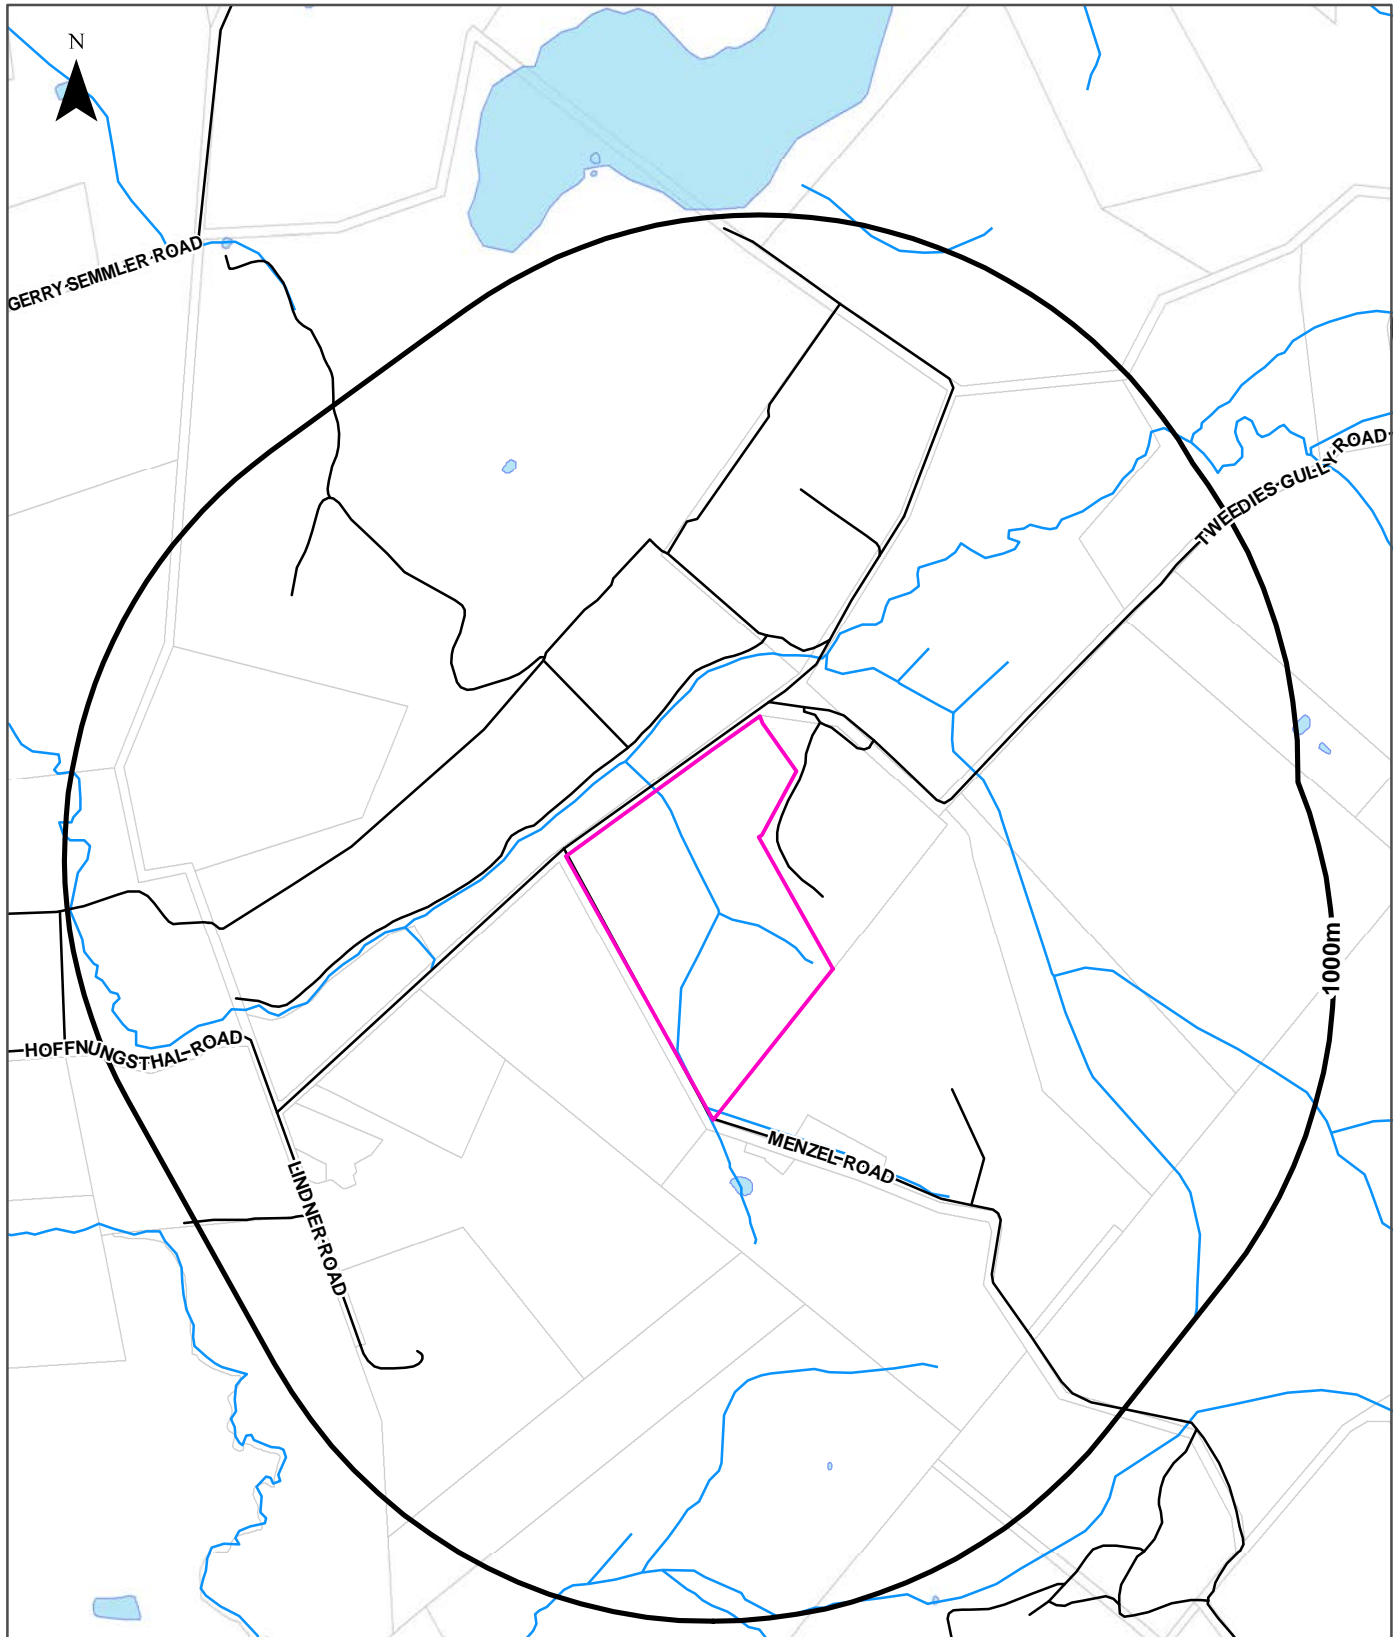 N
GERRY SEMMLER ROAD
TWEEDIES GULLY ROAD
1000m
HOFFNUNGSTHAL ROAD
MENZEL ROAD
LINDNER ROAD